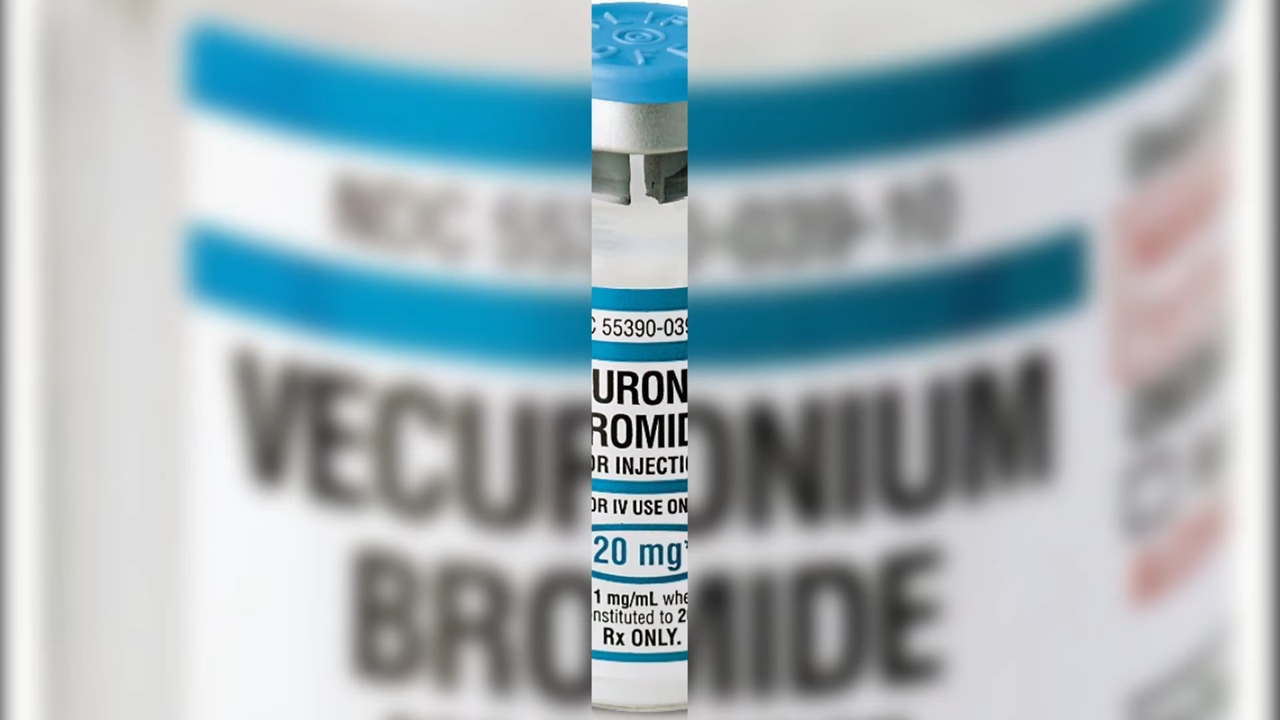 NDC 55390-039-10
VECURONIUM
BROMIDE
C 55390-039
URON
ROMID
OR INJECTI
OR IV USE ON
20 mg*
1 mg/mL whe
nstituted to 2
Rx ONLY.